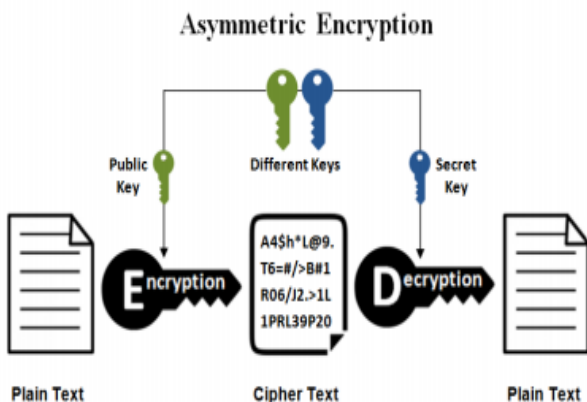 Asymmetric Encryption
Public
Key
Different Keys
Secret
Key
Encryption
A4$h*L@9.
T6=#/>B#1
R06/J2.>1L
1PRL39P20
Decryption
Plain Text
Cipher Text
Plain Text